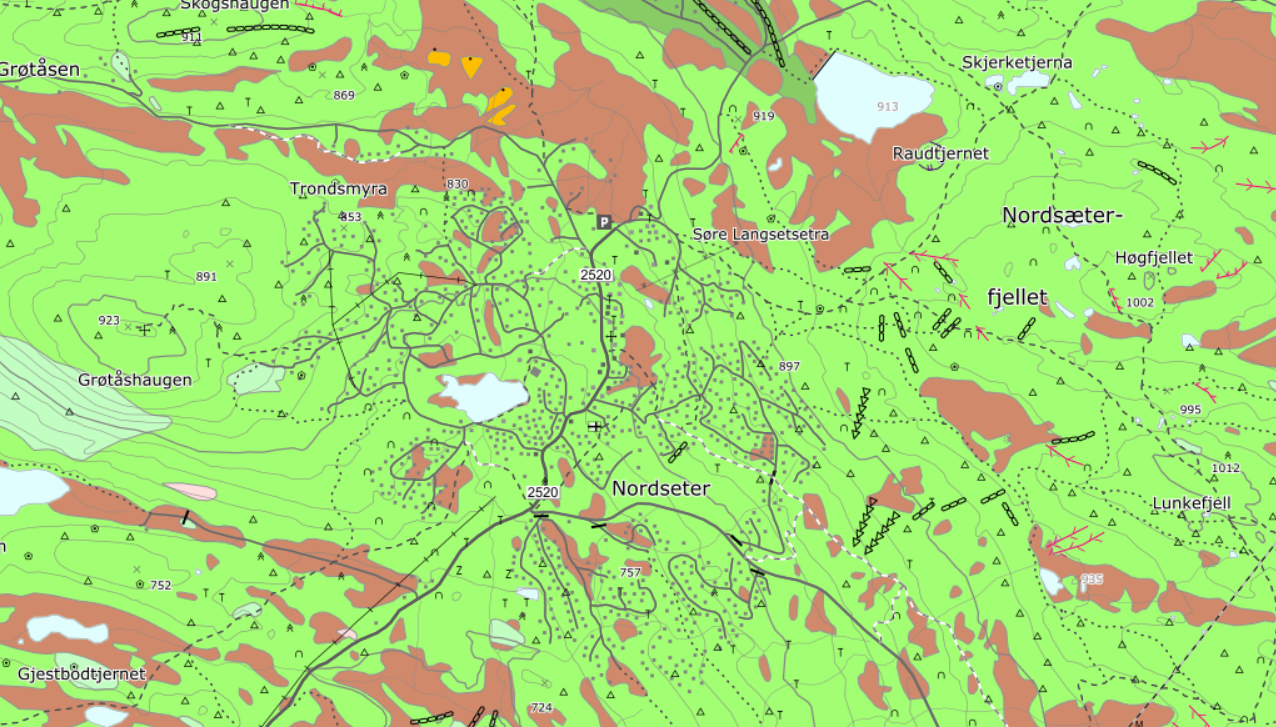 Skogshaugen
911
Grøtåsen
869
Skjerketjerna
913
919
Raudtjernet
Trondsmyra
830
853
P
Nordsæter-
Søre Langsetsetra
Høgfjellet
891
2520
fjellet
1002
923
Grøtåshaugen
897
995
1012
Nordseter
2520
Lunkefjell
752
757
935
Z
Z
Gjestbödtjernet
724
M